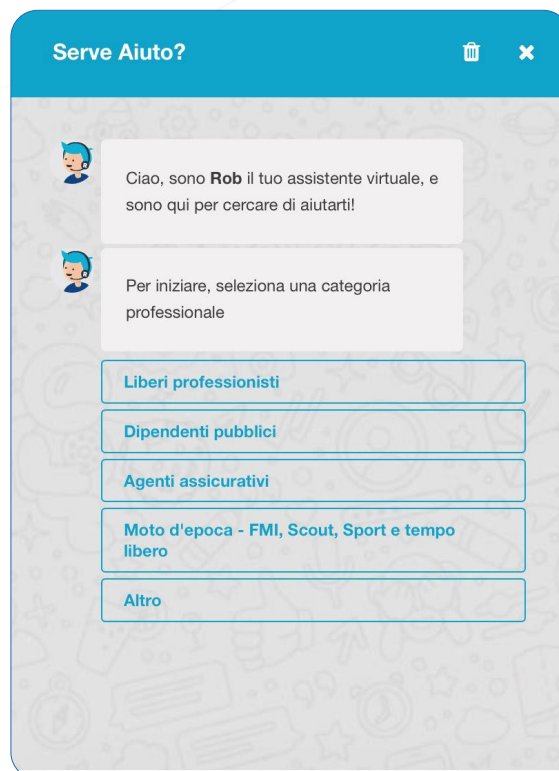 Serve Aiuto?
Ciao, sono Rob il tuo assistente virtuale, e
sono qui per cercare di aiutarti!
Per iniziare, seleziona una categoria
professionale
Liberi professionisti
Dipendenti pubblici
Agenti assicurativi
Moto d'epoca - FMI, Scout, Sport e tempo
libero
Altro